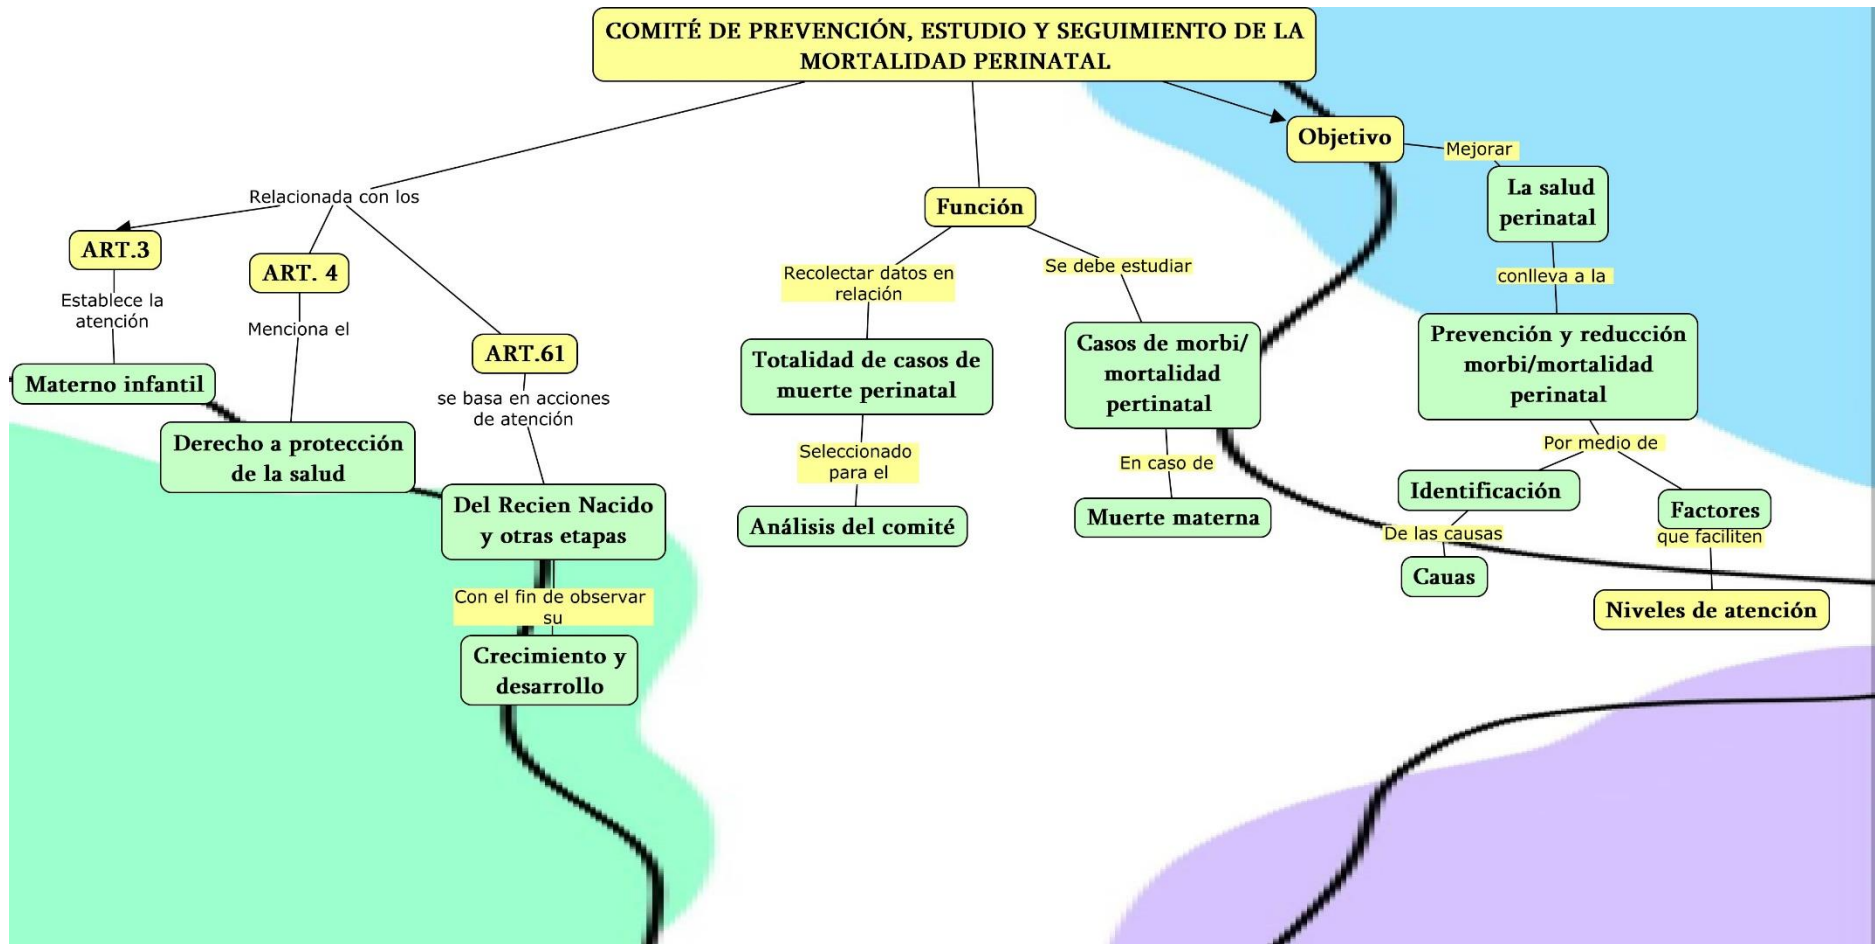 COMITÉ DE PREVENCIÓN, ESTUDIO Y SEGUIMIENTO DE LA
MORTALIDAD PERINATAL
Relacionada con los
ART.3
Establece la
atención
Materno infantil
ART. 4
Menciona el
Derecho a protección
de la salud
ART.61
se basa en acciones
de atención
Del Recien Nacido
y otras etapas
Con el fin de observar
su
Crecimiento y
desarrollo
Función
Recolectar datos en
relación
Totalidad de casos de
muerte perinatal
Seleccionado
para el
Análisis del comité
Se debe estudiar
Casos de morbi/
mortalidad
pertinatal
En caso de
Muerte materna
Objetivo
Mejorar
La salud
perinatal
conlleva a la
Prevención y reducción
morbi/mortalidad
perinatal
Por medio de
Identificación
De las causas
Cauas
Factores
que faciliten
Niveles de atención